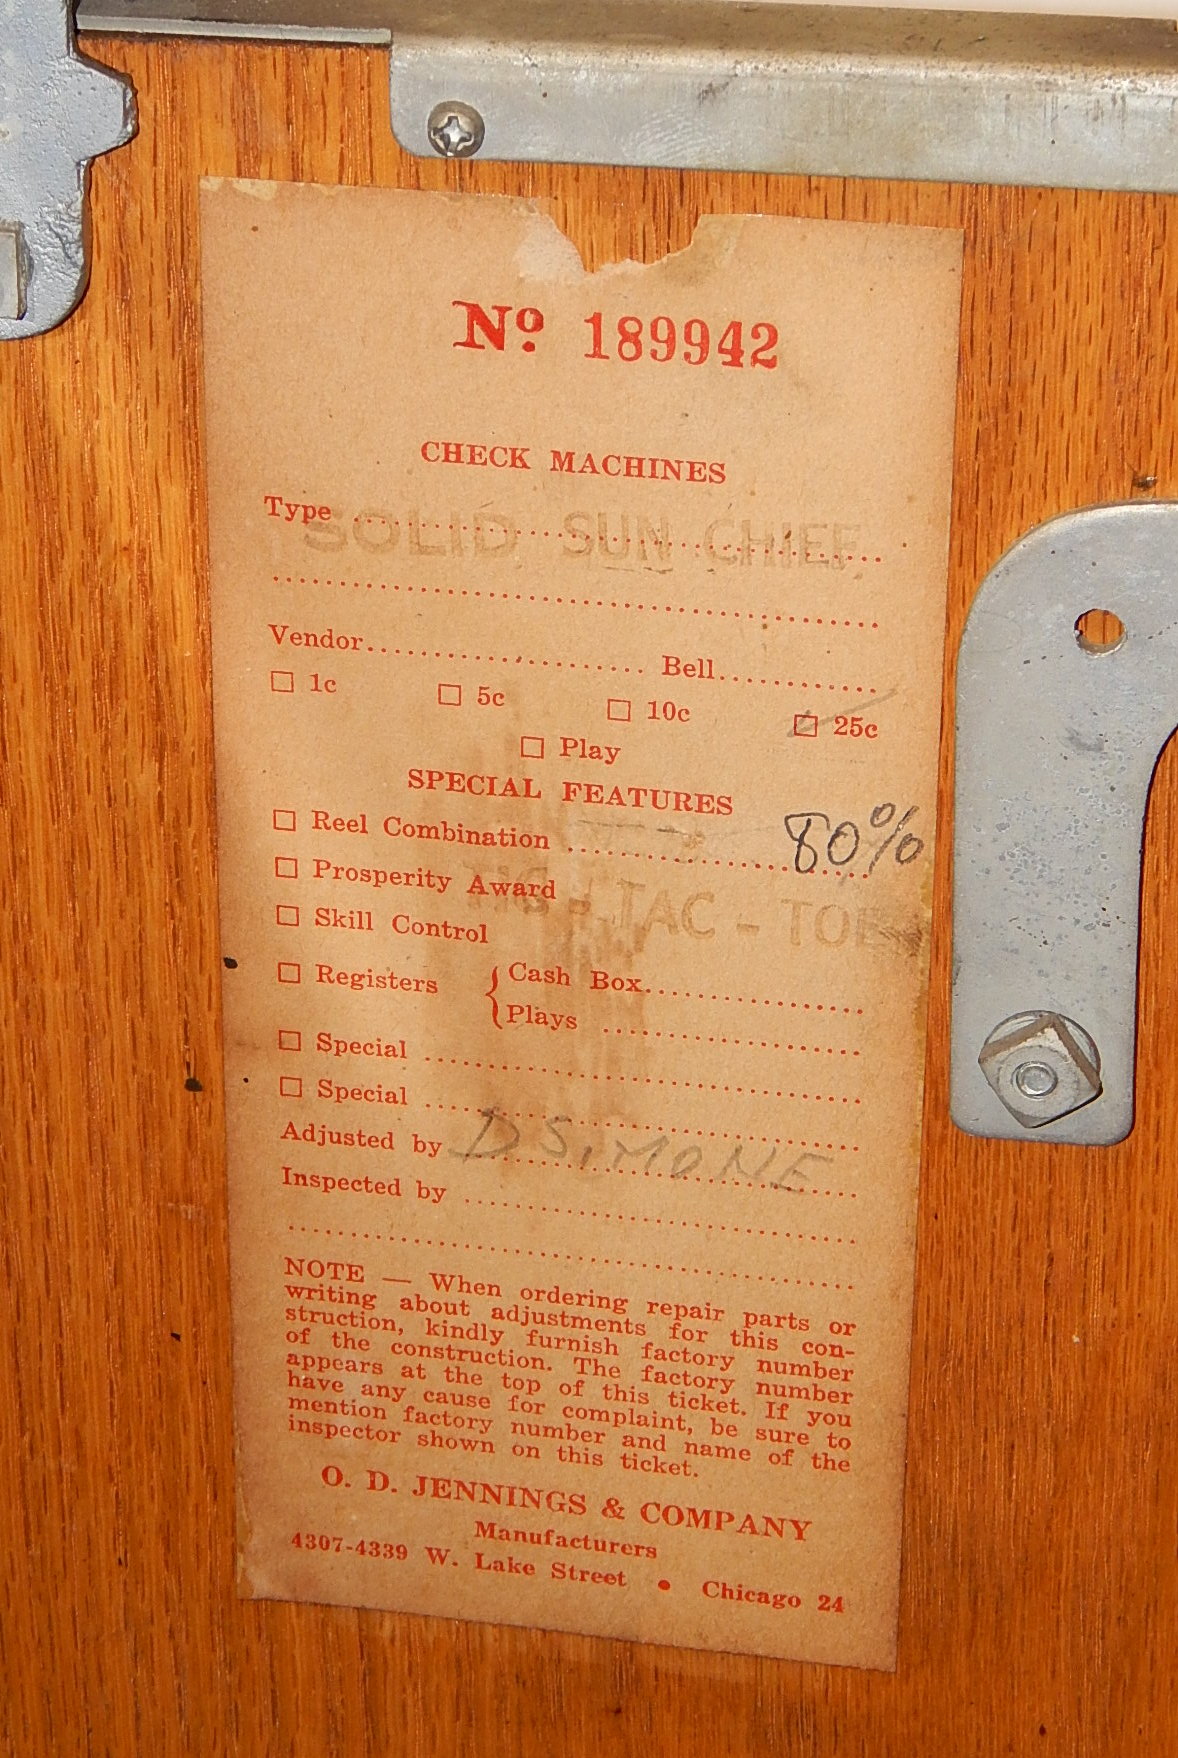 Nº 189942
CHECK MACHINES
Type SOLID SUN CHIEF
Vendor Bell
☐ 1c ☐ 5c ☐ 10c ☑ 25c
☐ Play
SPECIAL FEATURES
☐ Reel Combination 80%
☐ Prosperity Award
TIC - TAC - TOE
☐ Skill Control
☐ Registers { Cash Box
Plays
☐ Special
☐ Special
Adjusted by D SIMONE
Inspected by
NOTE — When ordering repair parts or
writing about adjustments for this con-
struction, kindly furnish factory number
of the construction. The factory number
appears at the top of this ticket. If you
have any cause for complaint, be sure to
mention factory number and name of the
inspector shown on this ticket.
O. D. JENNINGS & COMPANY
Manufacturers
4307-4339 W. Lake Street • Chicago 24